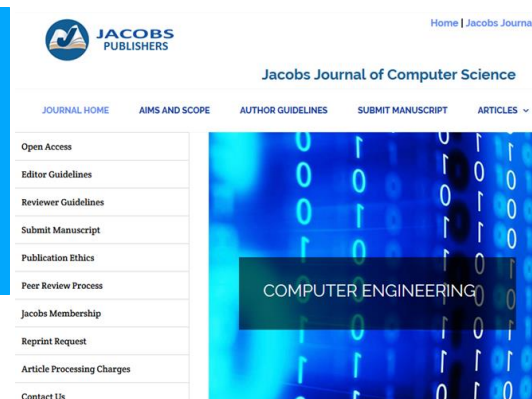 JACOBS
PUBLISHERS
Home | Jacobs Journa
Jacobs Journal of Computer Science
JOURNAL HOME AIMS AND SCOPE AUTHOR GUIDELINES SUBMIT MANUSCRIPT ARTICLES
Open Access
Editor Guidelines
Reviewer Guidelines
Submit Manuscript
Publication Ethics
Peer Review Process
Jacobs Membership
Reprint Request
Article Processing Charges
Contact Us
COMPUTER ENGINEERING